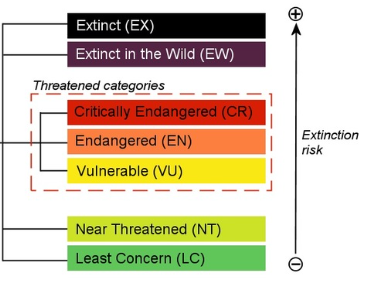 Extinct (EX)
Extinct in the Wild (EW)
Threatened categories
Critically Endangered (CR)
Endangered (EN)
Vulnerable (VU)
Near Threatened (NT)
Least Concern (LC)
+
Extinction
risk
−